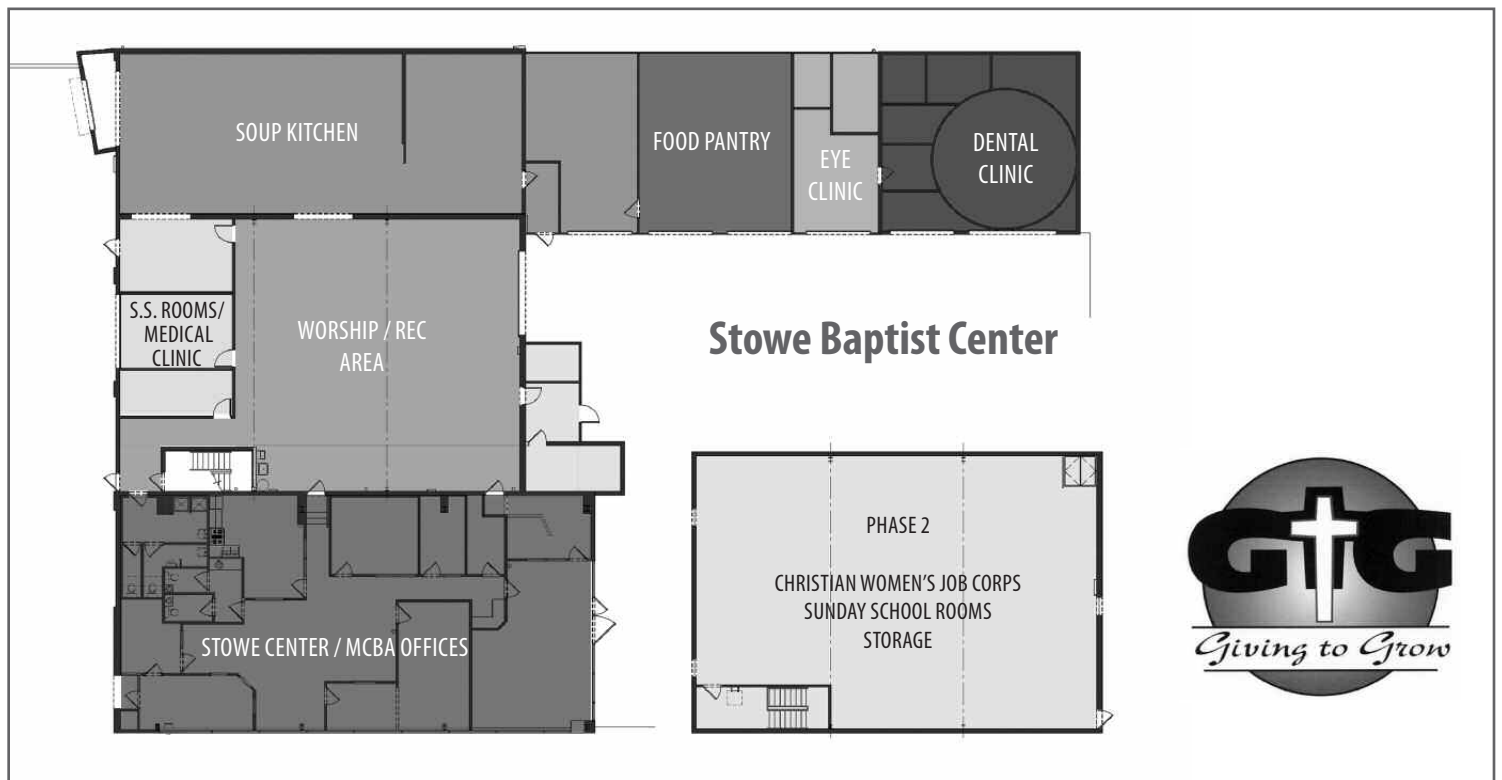 SOUP KITCHEN
FOOD PANTRY
EYE
CLINIC
DENTAL
CLINIC
S.S. ROOMS/
MEDICAL
CLINIC
WORSHIP / REC
AREA
Stowe Baptist Center
STOWE CENTER / MCBA OFFICES
PHASE 2
CHRISTIAN WOMEN'S JOB CORPS
SUNDAY SCHOOL ROOMS
STORAGE
GTG
Giving to Grow